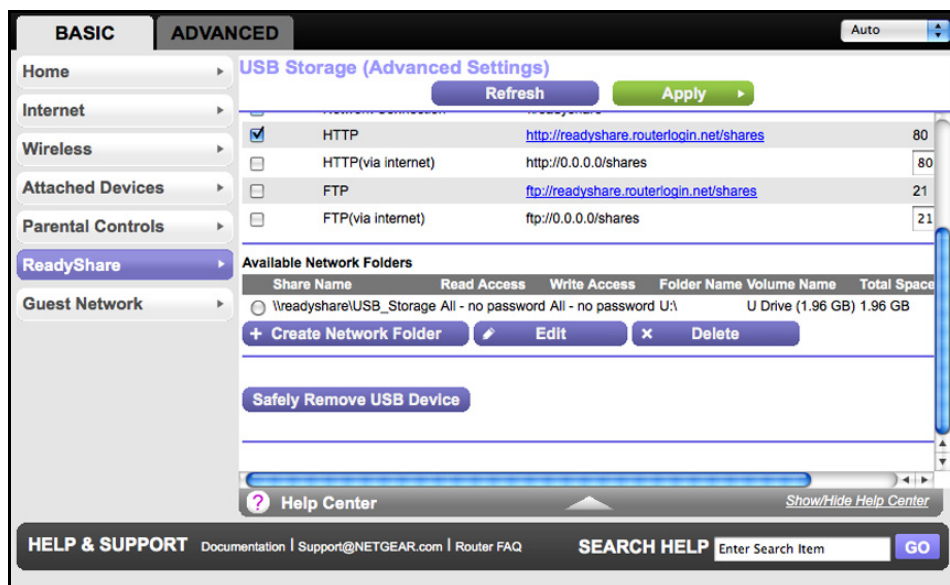 BASIC
ADVANCED
Auto
Home
Internet
Wireless
Attached Devices
Parental Controls
ReadyShare
Guest Network
USB Storage (Advanced Settings)
Refresh
Apply
HTTP http://readyshare.routerlogin.net/shares 80
HTTP(via internet) http://0.0.0.0/shares 80
FTP ftp://readyshare.routerlogin.net/shares 21
FTP(via internet) ftp://0.0.0.0/shares 21
Available Network Folders
Share Name Read Access Write Access Folder Name Volume Name Total Space
\\readyshare\USB_Storage All - no password All - no password U:\ U Drive (1.96 GB) 1.96 GB
+ Create Network Folder
Edit
× Delete
Safely Remove USB Device
? Help Center
Show/Hide Help Center
HELP & SUPPORT Documentation | Support@NETGEAR.com | Router FAQ
SEARCH HELP Enter Search Item GO